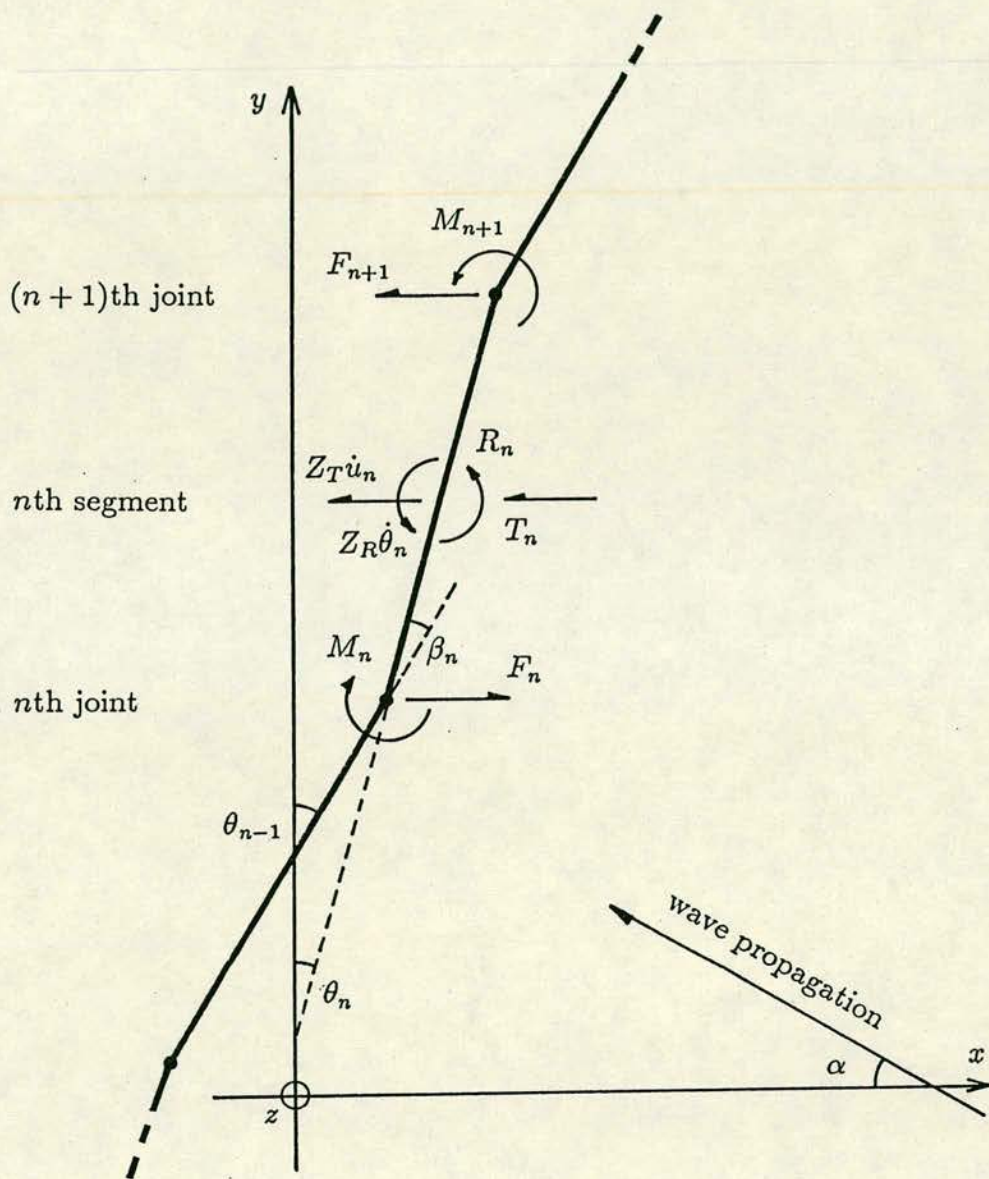 y
M_{n+1}
F_{n+1}
(n + 1)th joint
R_n
Z_T u̇_n
nth segment
T_n
Z_R θ̇_n
M_n
β_n
F_n
nth joint
θ_{n−1}
wave propagation
θ_n
α
x
z